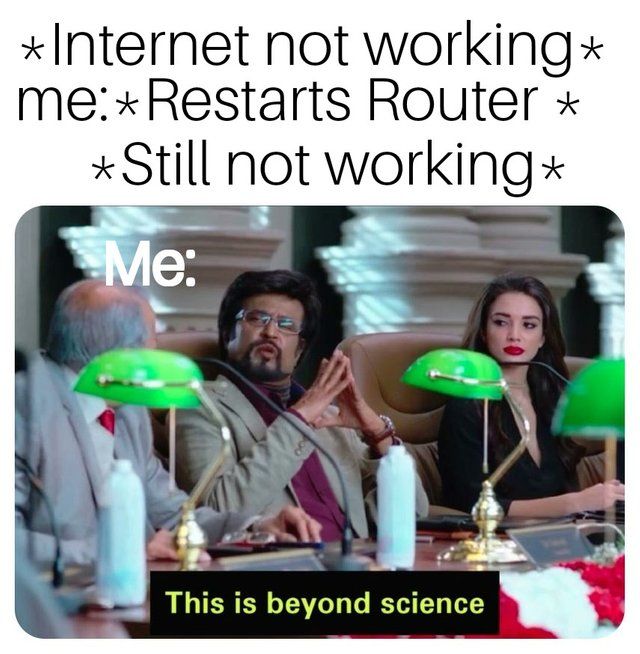 *Internet not working*
me:*Restarts Router *
*Still not working*
Me:
This is beyond science